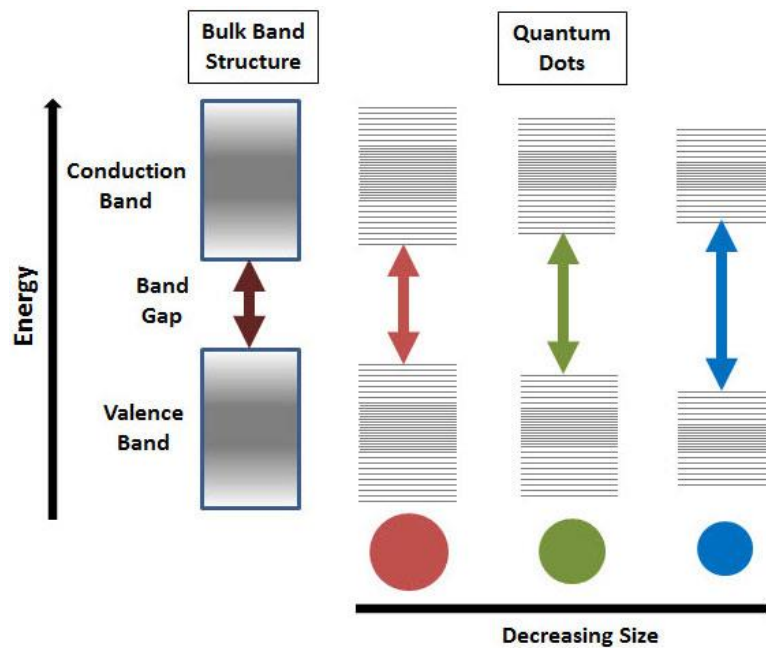 Bulk Band
Structure
Quantum
Dots
Conduction
Band
Band
Gap
Energy
Valence
Band
Decreasing Size